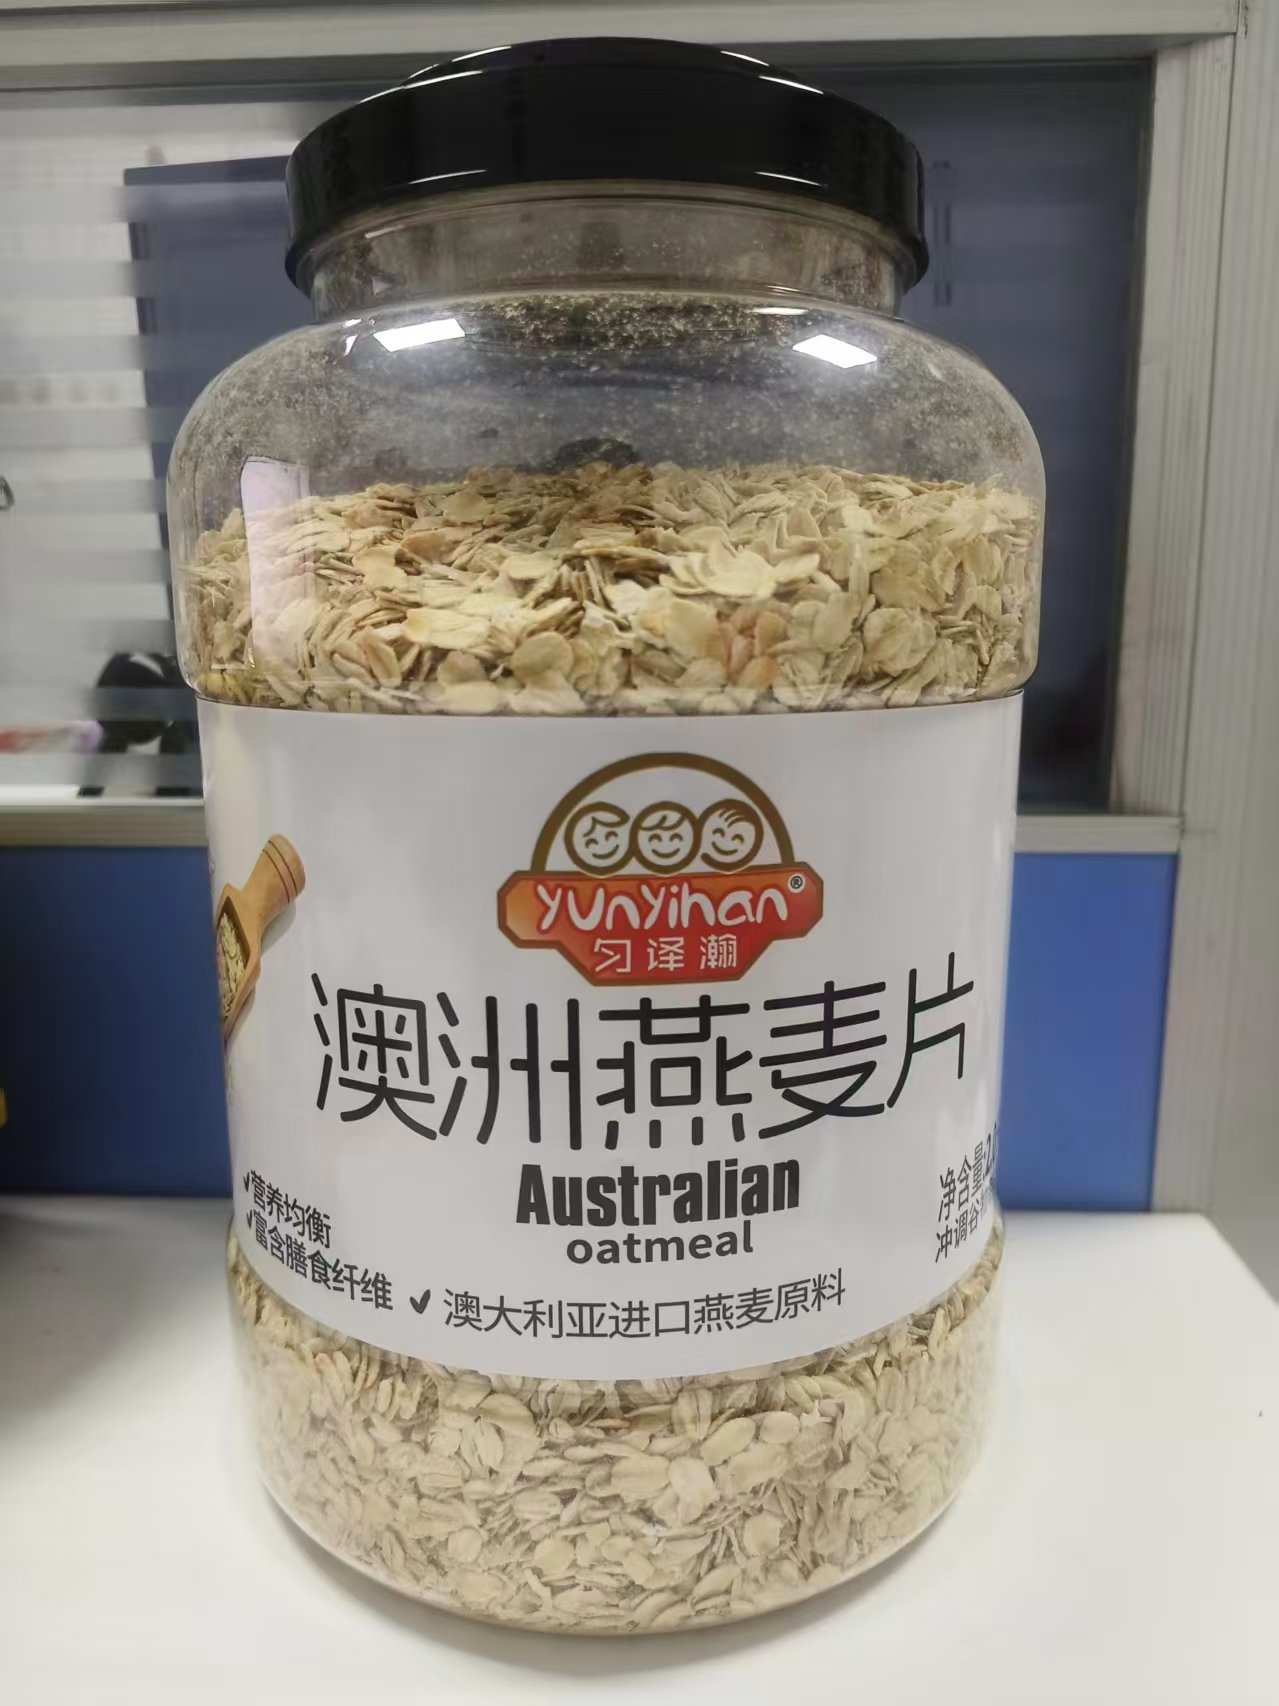 YUnYihan®
匀译瀚
澳洲燕麦片
Australian
oatmeal
✓营养均衡
✓富含膳食纤维
✓ 澳大利亚进口燕麦原料
净含量:2.
冲调谷